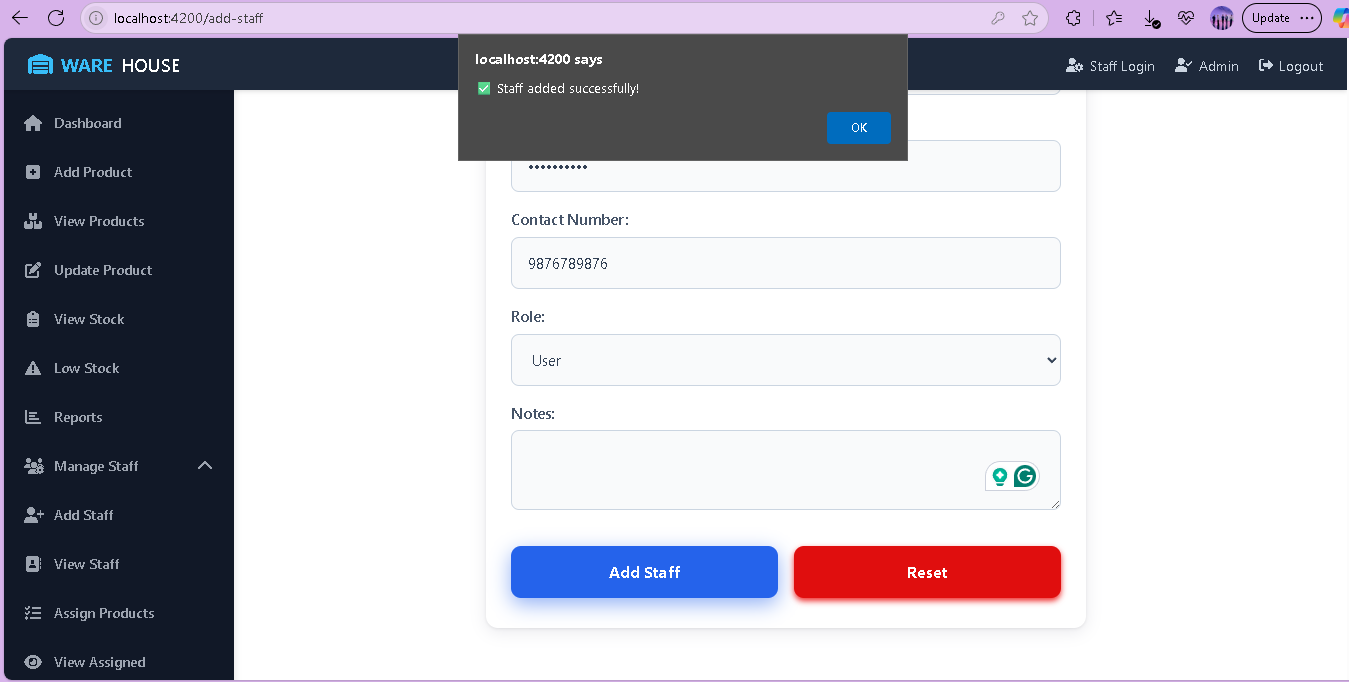 localhost:4200/add-staff
Update
WARE HOUSE
localhost:4200 says
✅ Staff added successfully!
OK
Staff Login
Admin
Logout
Dashboard
Add Product
View Products
Update Product
View Stock
Low Stock
Reports
Manage Staff
Add Staff
View Staff
Assign Products
View Assigned
••••••••••
Contact Number:
9876789876
Role:
User
Notes:
Add Staff
Reset